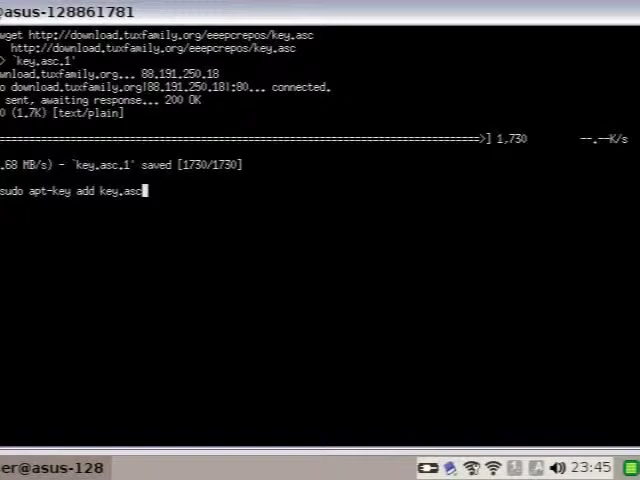 @asus-128861781
wget http://download.tuxfamily.org/eeepcrepos/key.asc
http://download.tuxfamily.org/eeepcrepos/key.asc
> `key.asc.1'
wnload.tuxfamily.org... 88.191.250.18
o download.tuxfamily.org|88.191.250.18|:80... connected.
sent, awaiting response... 200 OK
0 (1.7K) [text/plain]
=====================================================================================>] 1,730 --.--K/s
.68 MB/s) - `key.asc.1' saved [1730/1730]
sudo apt-key add key.asc
er@asus-128
23:45